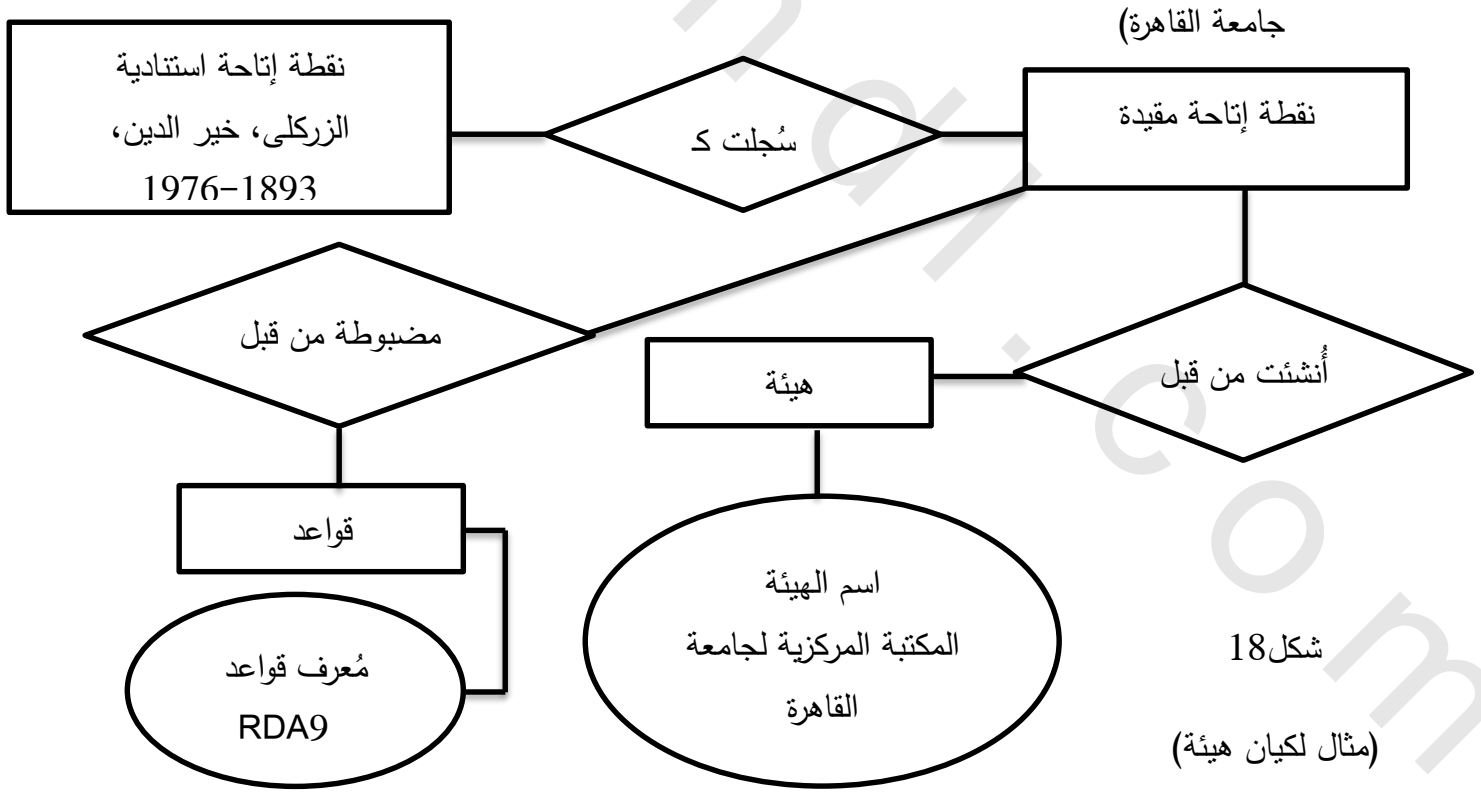 جامعة القاهرة)
نقطة إتاحة مقيدة
سُجلت كـ
نقطة إتاحة استنادية
الزركلى، خير الدين،
1893-1976
أُنشئت من قبل
هيئة
اسم الهيئة
المكتبة المركزية لجامعة
القاهرة
مضبوطة من قبل
قواعد
مُعرف قواعد
RDA9
شكل18
(مثال لكيان هيئة)
n d l i . c o m